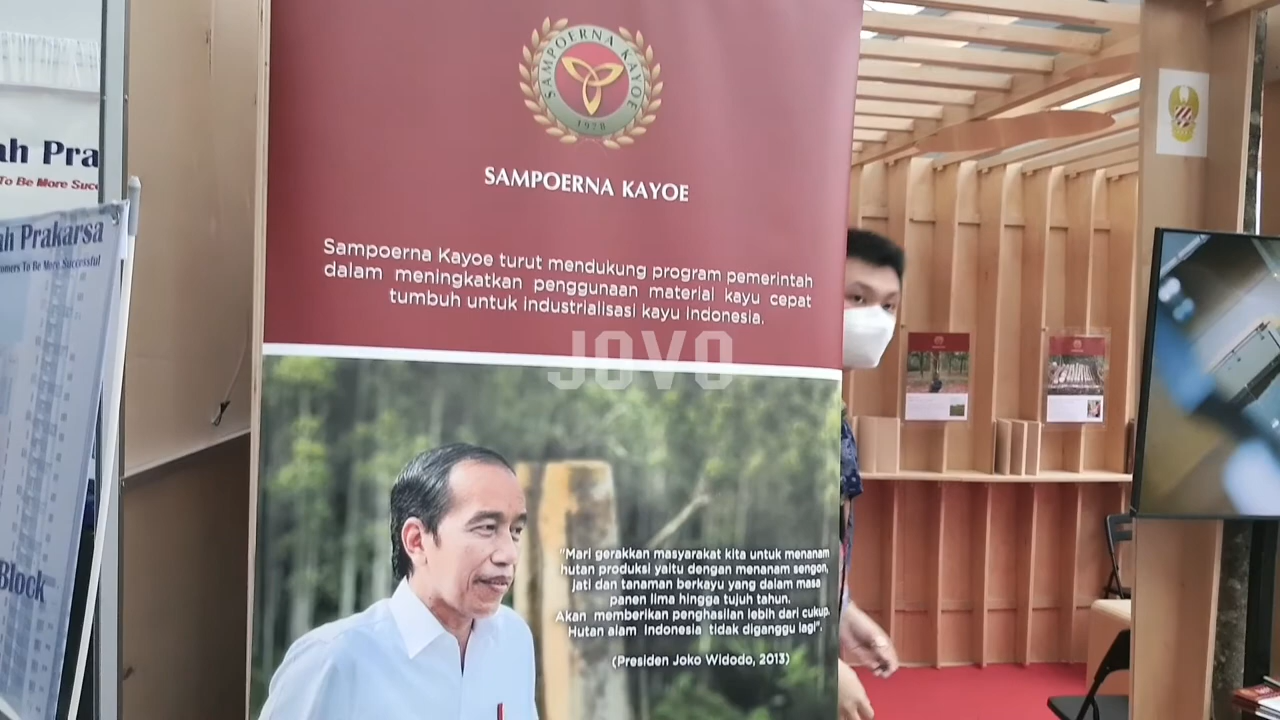 SAMPOERNA KAYOE
1978
SAMPOERNA KAYOE
Sampoerna Kayoe turut mendukung program pemerintah
dalam meningkatkan penggunaan material kayu cepat
tumbuh untuk industrialisasi kayu Indonesia.
JOVO
"Mari gerakkan masyarakat kita untuk menanam
hutan produksi yaitu dengan menanam sengon,
jati dan tanaman berkayu yang dalam masa
panen lima hingga tujuh tahun.
Akan memberikan penghasilan lebih dari cukup.
Hutan alam Indonesia tidak diganggu lagi".
(Presiden Joko Widodo, 2013)
ah Pra
To Be More Succ
ah Prakarsa
omers To Be More Successful
Block